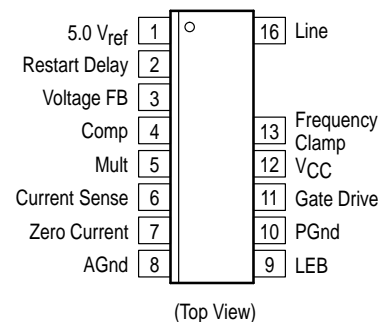 5.0 Vref 1 16 Line
Restart Delay 2
Voltage FB 3
Comp 4 13 Frequency Clamp
Mult 5 12 VCC
Current Sense 6 11 Gate Drive
Zero Current 7 10 PGnd
AGnd 8 9 LEB
(Top View)